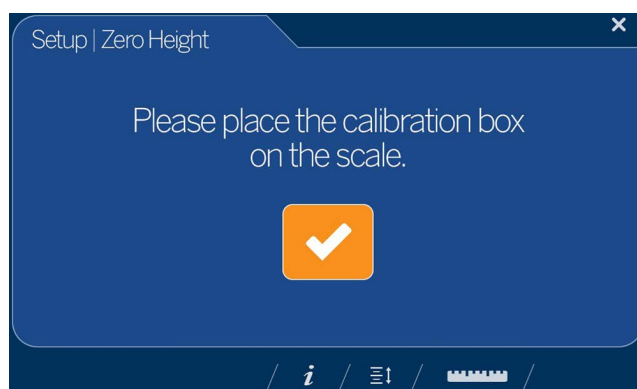 Setup | Zero Height
Please place the calibration box
on the scale.
i